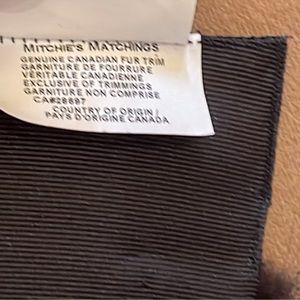 MITCHIE'S MATCHINGS
GENUINE CANADIAN FUR TRIM
GARNITURE DE FOURRURE
VÉRITABLE CANADIENNE
EXCLUSIVE OF TRIMMINGS
GARNITURE NON COMPRISE
CA#28697
COUNTRY OF ORIGIN /
PAYS D'ORIGINE CANADA